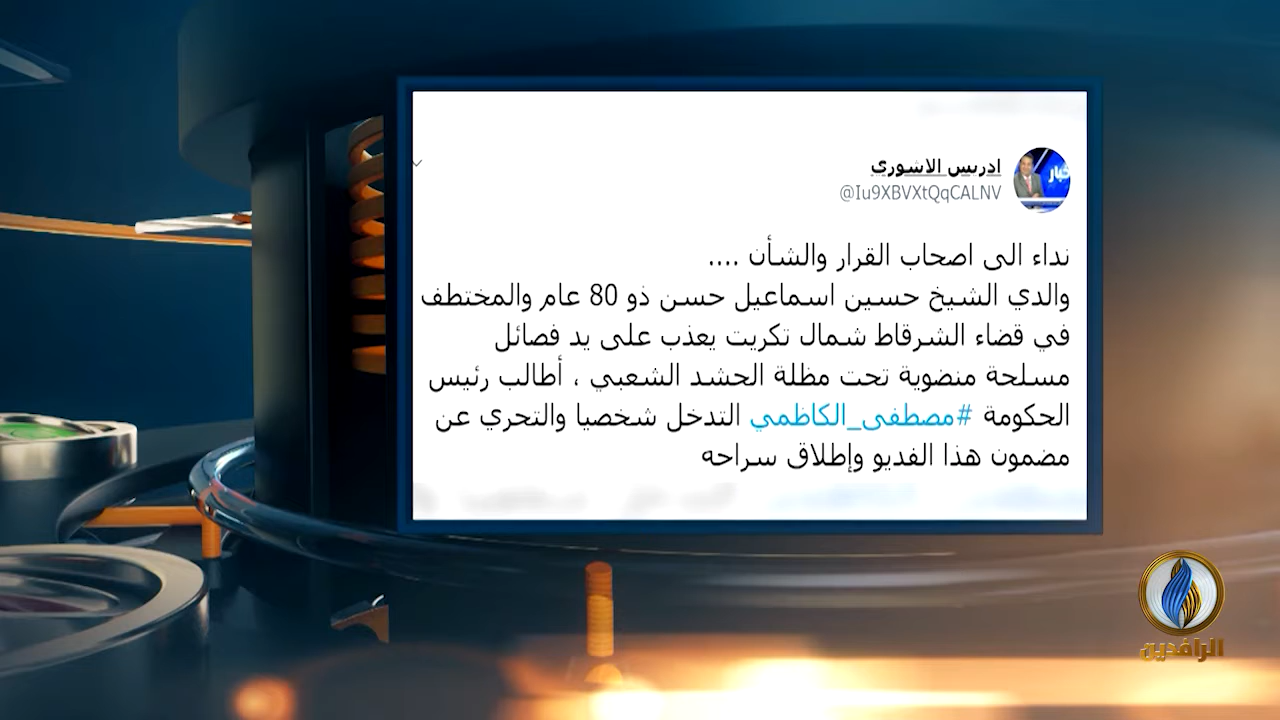 ادريس الاشوري
@Iu9XBVXtQqCALNV
نداء الى اصحاب القرار والشأن ....
والدي الشيخ حسين اسماعيل حسن ذو 80 عام والمختطف
في قضاء الشرقاط شمال تكريت يعذب على يد فصائل
مسلحة منضوية تحت مظلة الحشد الشعبي ، أطالب رئيس
الحكومة #مصطفى_الكاظمي التدخل شخصيا والتحري عن
مضمون هذا الفديو وإطلاق سراحه
الرافدين